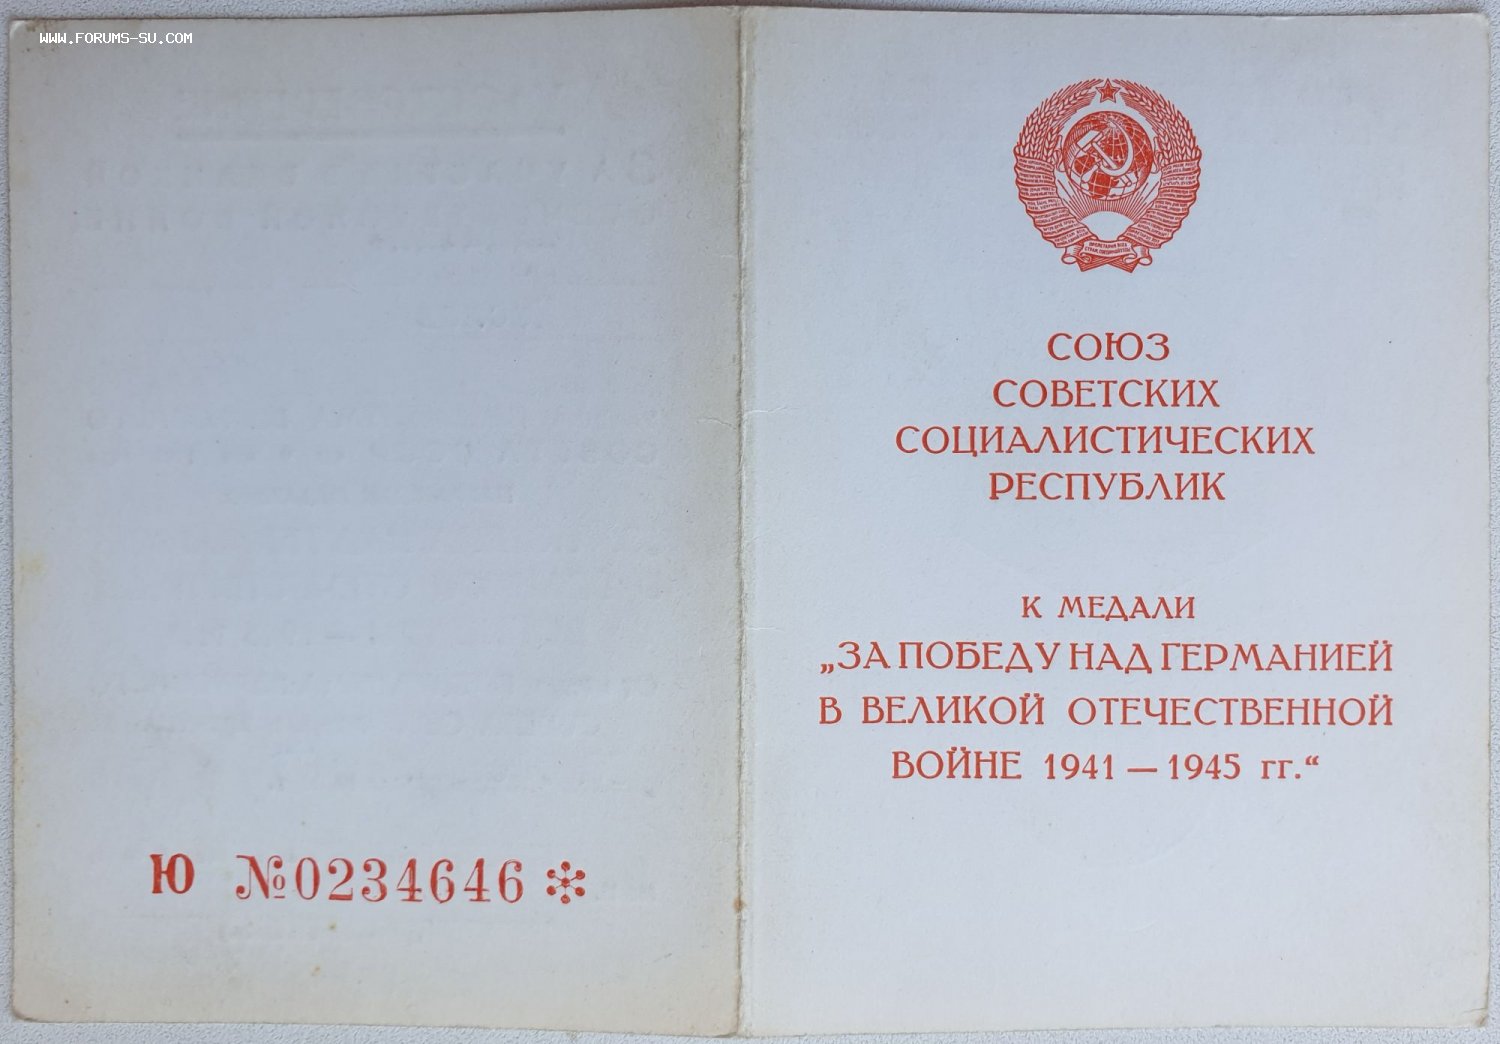 WWW.FORUMS-SU.COM
СОЮЗ
СОВЕТСКИХ
СОЦИАЛИСТИЧЕСКИХ
РЕСПУБЛИК
К МЕДАЛИ
„ЗА ПОБЕДУ НАД ГЕРМАНИЕЙ
В ВЕЛИКОЙ ОТЕЧЕСТВЕННОЙ
ВОЙНЕ 1941 — 1945 гг.“
Ю №0234646